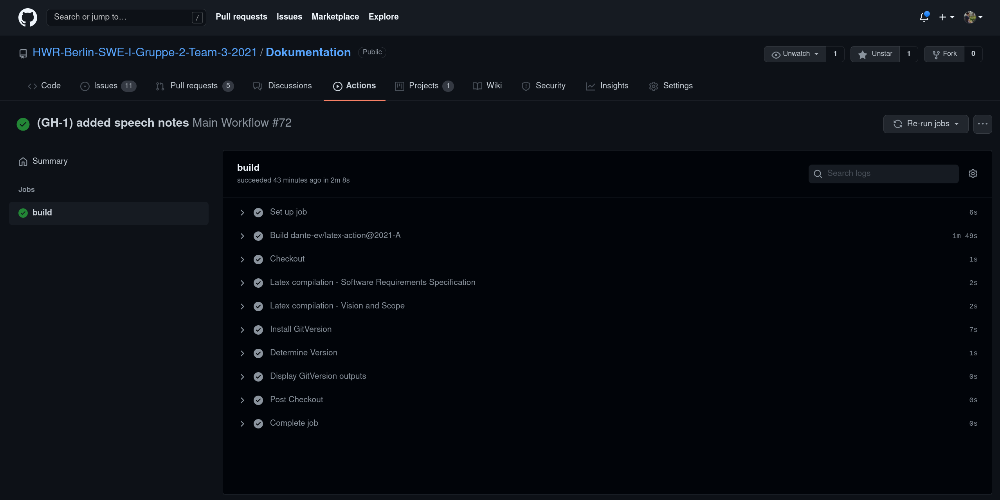 Search or jump to… / Pull requests Issues Marketplace Explore
HWR-Berlin-SWE-I-Gruppe-2-Team-3-2021 / Dokumentation Public Unwatch 1 Unstar 1 Fork 0
Code Issues 11 Pull requests 5 Discussions Actions Projects 1 Wiki Security Insights Settings
(GH-1) added speech notes Main Workflow #72 Re-run jobs
Summary
Jobs
build
build
succeeded 43 minutes ago in 2m 8s
Search logs
Set up job 6s
Build dante-ev/latex-action@2021-A 1m 49s
Checkout 1s
Latex compilation - Software Requirements Specification 2s
Latex compilation - Vision and Scope 2s
Install GitVersion 7s
Determine Version 1s
Display GitVersion outputs 0s
Post Checkout 0s
Complete job 0s